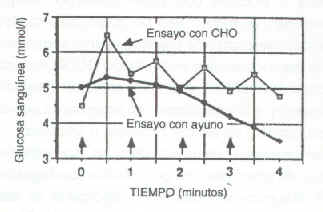 7
Ensayo con CHO
6
5
4
Ensayo con ayuno
3
Glucosa sanguínea (mmol/l)
0 1 2 3 4
TIEMPO (minutos)